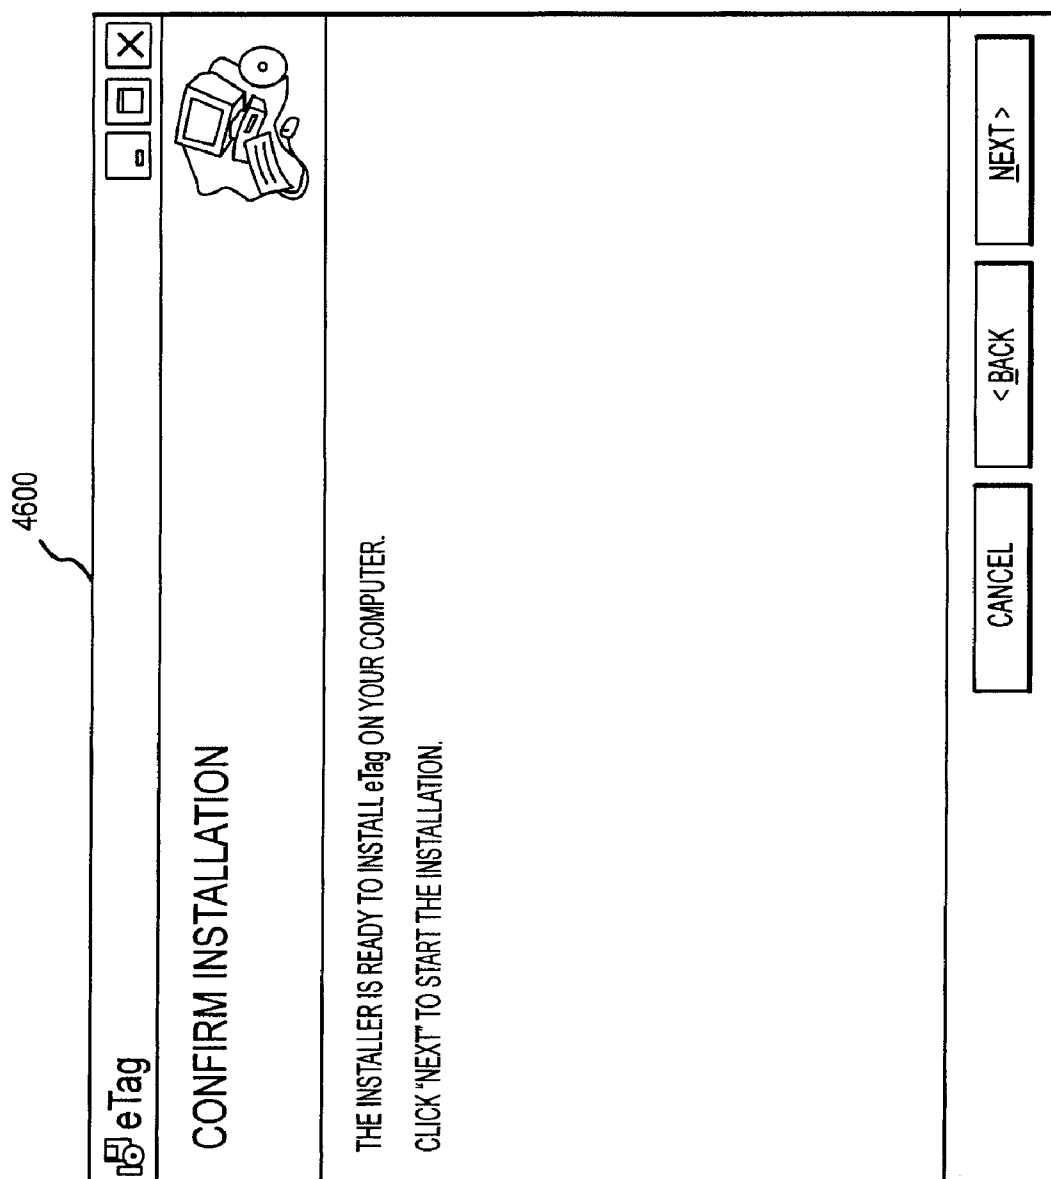 4600
eTag
CONFIRM INSTALLATION
THE INSTALLER IS READY TO INSTALL eTag ON YOUR COMPUTER.
CLICK "NEXT" TO START THE INSTALLATION.
CANCEL
< BACK
NEXT >